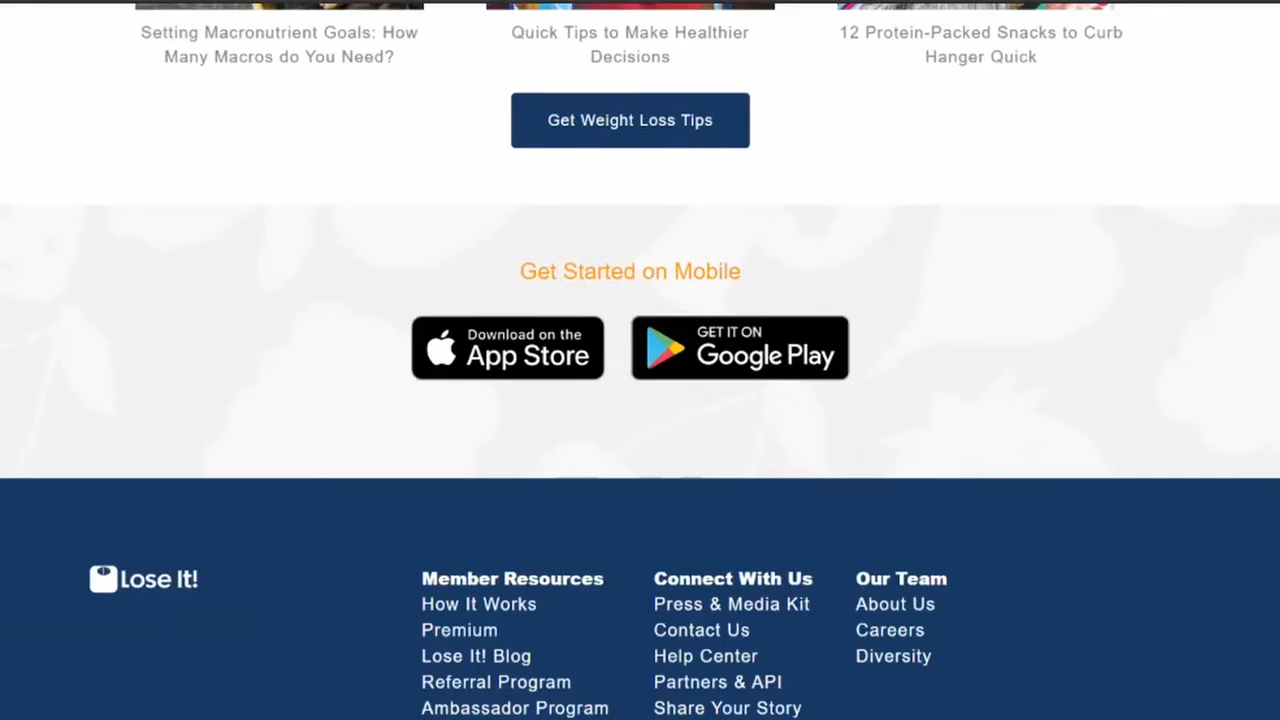 Setting Macronutrient Goals: How
Many Macros do You Need?
Quick Tips to Make Healthier
Decisions
12 Protein-Packed Snacks to Curb
Hanger Quick
Get Weight Loss Tips
Get Started on Mobile
Download on the
App Store
GET IT ON
Google Play
Lose It!
Member Resources
How It Works
Premium
Lose It! Blog
Referral Program
Ambassador Program
Connect With Us
Press & Media Kit
Contact Us
Help Center
Partners & API
Share Your Story
Our Team
About Us
Careers
Diversity